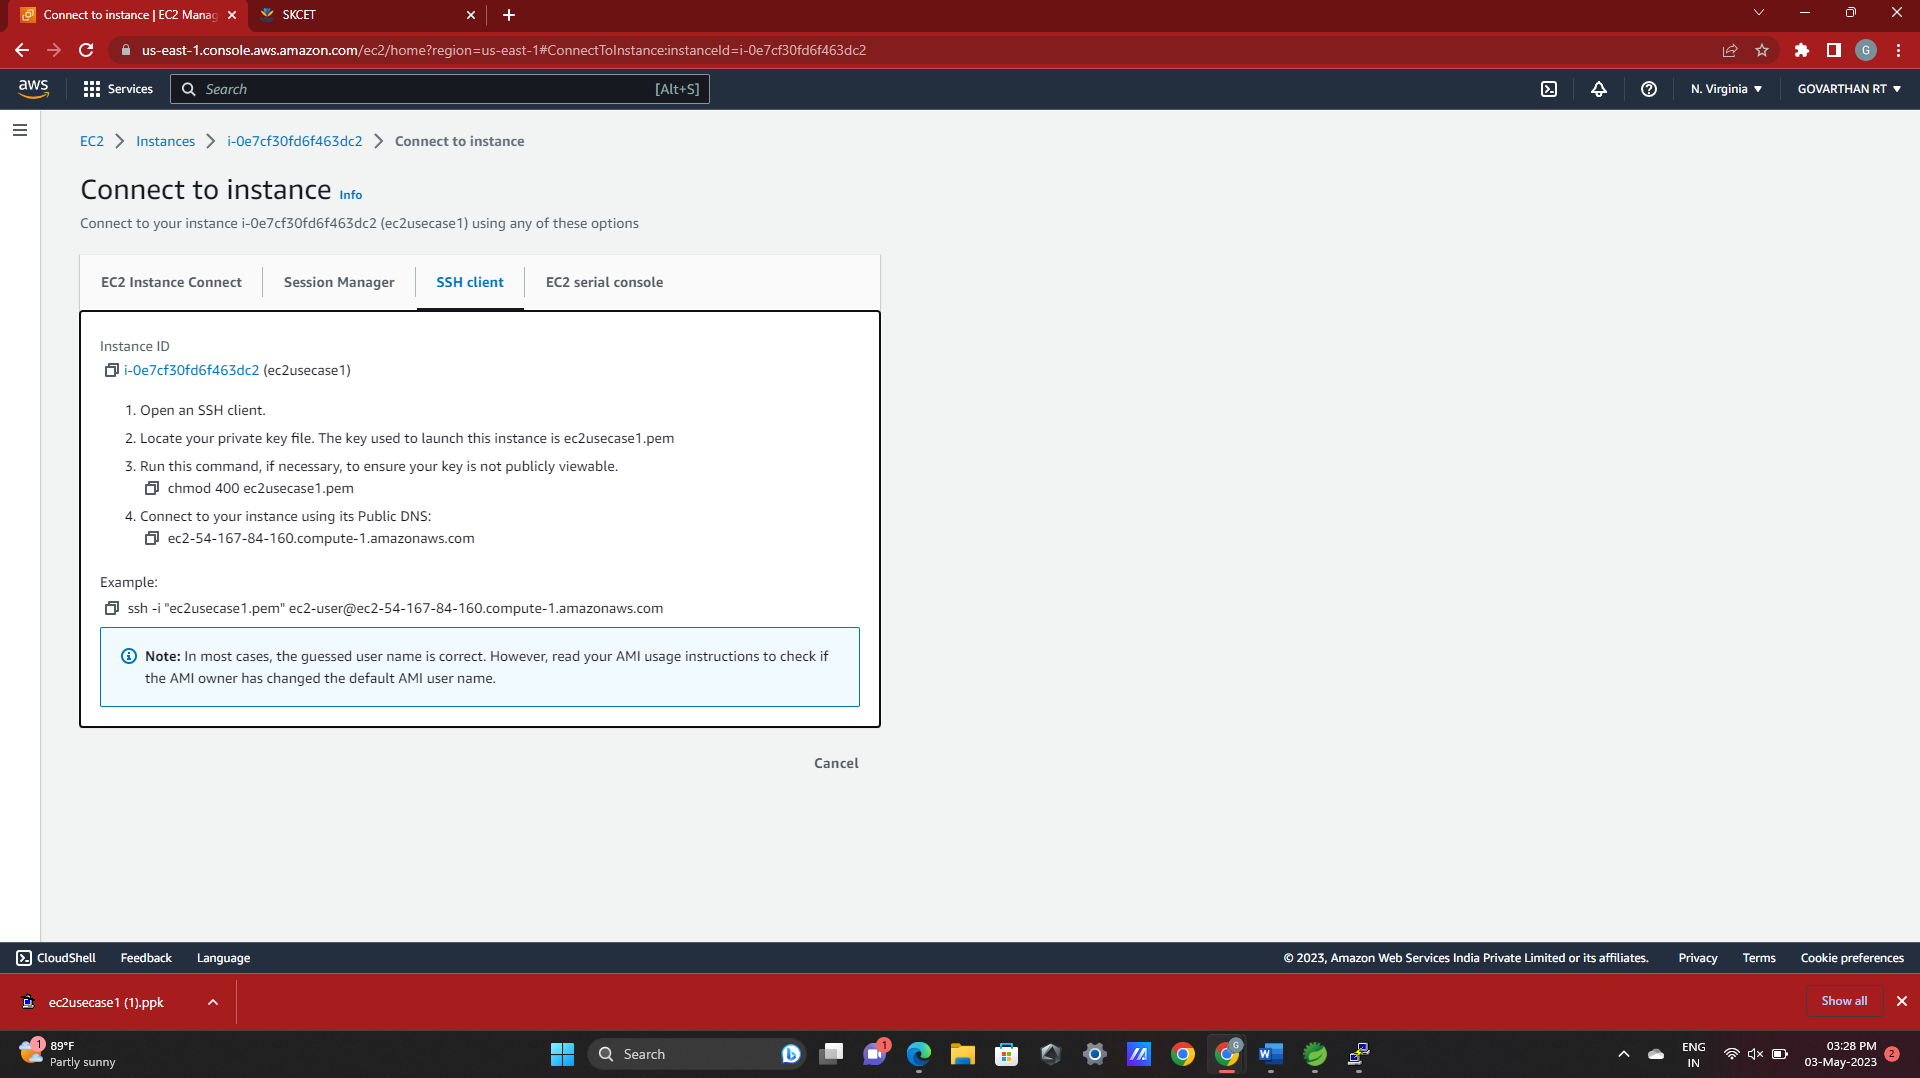 Connect to instance | EC2 Manag
SKCET
us-east-1.console.aws.amazon.com/ec2/home?region=us-east-1#ConnectToInstance:instanceId=i-0e7cf30fd6f463dc2
G
aws
Services
Search
[Alt+S]
N. Virginia
GOVARTHAN RT
EC2
Instances
i-0e7cf30fd6f463dc2
Connect to instance
Connect to instance Info
Connect to your instance i-0e7cf30fd6f463dc2 (ec2usecase1) using any of these options
EC2 Instance Connect
Session Manager
SSH client
EC2 serial console
Instance ID
i-0e7cf30fd6f463dc2 (ec2usecase1)
1. Open an SSH client.
2. Locate your private key file. The key used to launch this instance is ec2usecase1.pem
3. Run this command, if necessary, to ensure your key is not publicly viewable.
chmod 400 ec2usecase1.pem
4. Connect to your instance using its Public DNS:
ec2-54-167-84-160.compute-1.amazonaws.com
Example:
ssh -i "ec2usecase1.pem" ec2-user@ec2-54-167-84-160.compute-1.amazonaws.com
Note: In most cases, the guessed user name is correct. However, read your AMI usage instructions to check if
the AMI owner has changed the default AMI user name.
Cancel
CloudShell
Feedback
Language
© 2023, Amazon Web Services India Private Limited or its affiliates.
Privacy
Terms
Cookie preferences
ec2usecase1 (1).ppk
Show all
1
89°F
Partly sunny
Search
1
G
W
ENG
IN
03:28 PM
03-May-2023
2